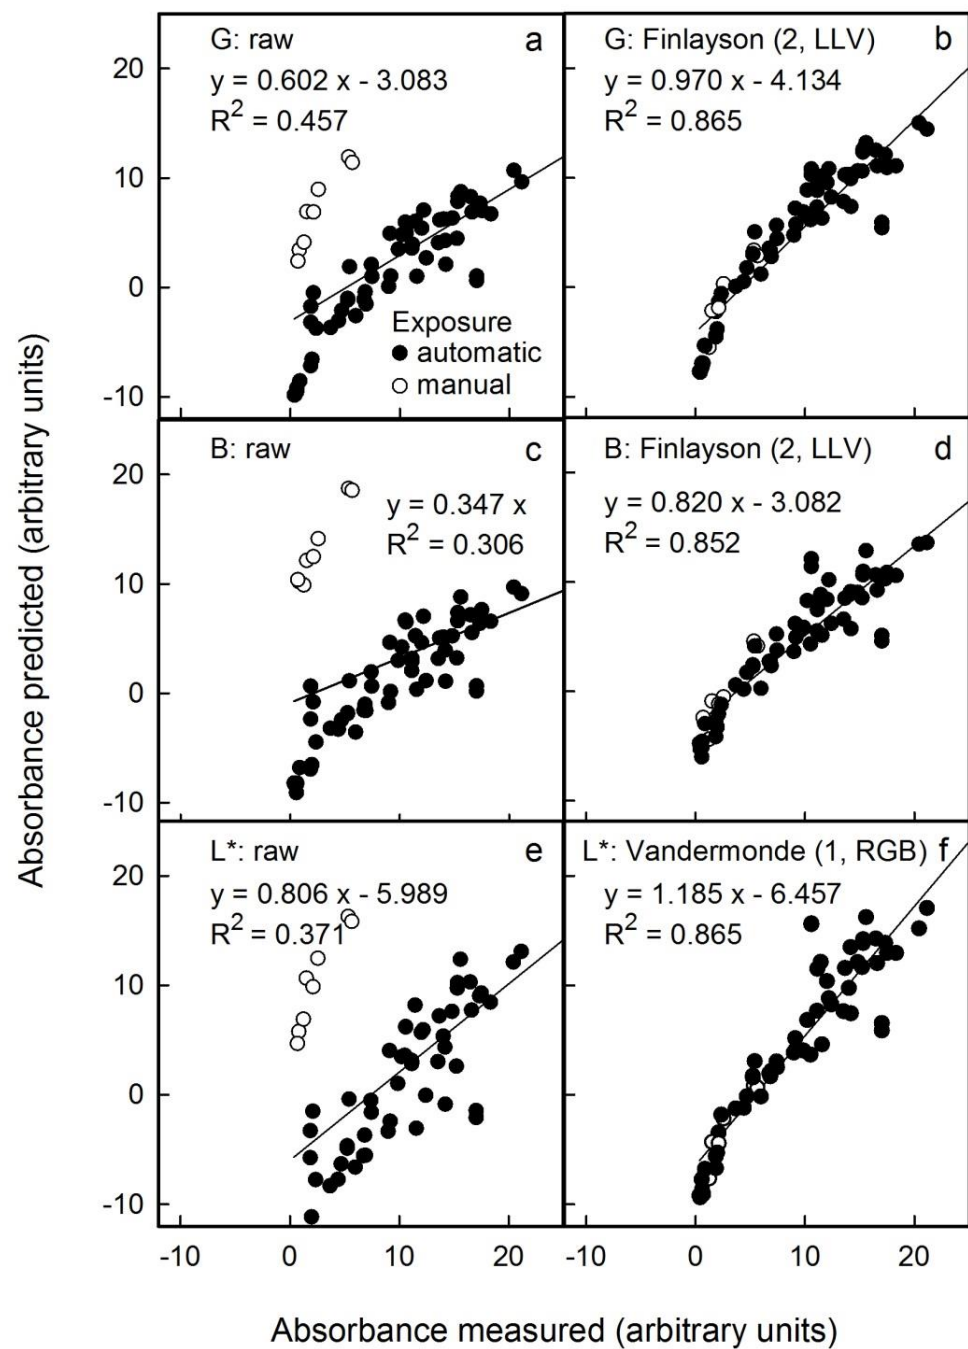 G: raw
a
y = 0.602 x - 3.083
R2 = 0.457
Exposure
automatic
manual
20
10
0
-10
G: Finlayson (2, LLV)
b
y = 0.970 x - 4.134
R2 = 0.865
B: raw
c
y = 0.347 x
R2 = 0.306
20
10
0
-10
B: Finlayson (2, LLV)
d
y = 0.820 x - 3.082
R2 = 0.852
L*: raw
e
y = 0.806 x - 5.989
R2 = 0.371
20
10
0
-10
L*: Vandermonde (1, RGB)
f
y = 1.185 x - 6.457
R2 = 0.865
-10 0 10 20
-10 0 10 20
Absorbance measured (arbitrary units)
Absorbance predicted (arbitrary units)